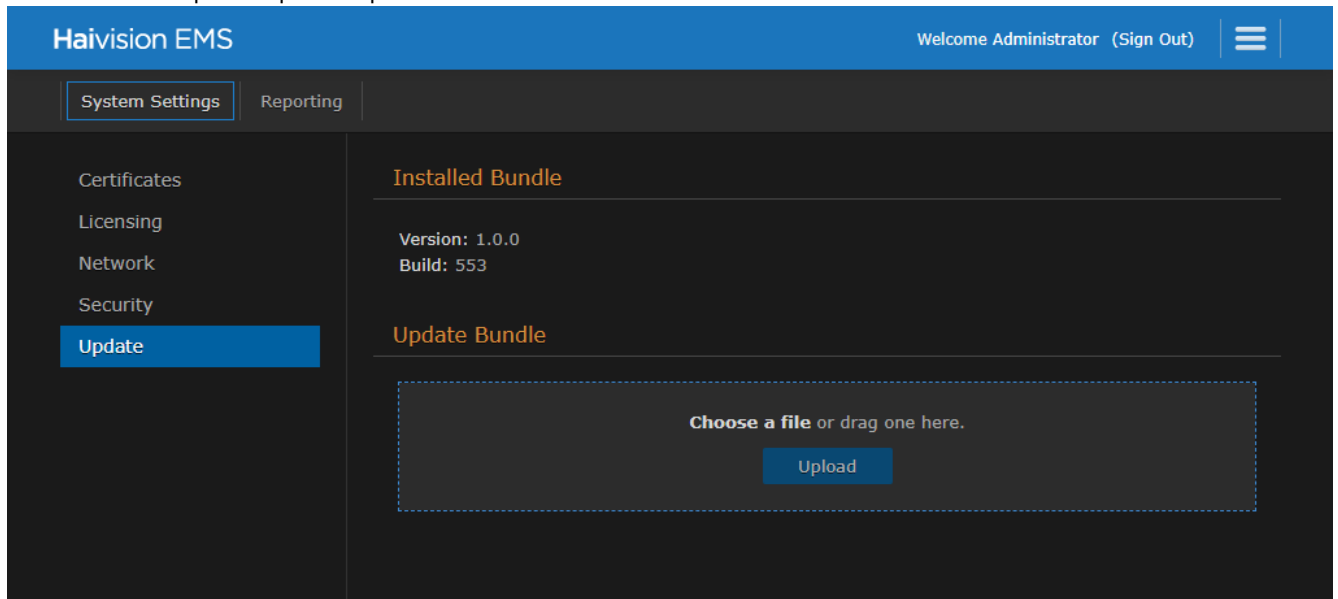 Haivision EMS
Welcome Administrator (Sign Out)
System Settings
Reporting
Certificates
Licensing
Network
Security
Update
Installed Bundle
Version: 1.0.0
Build: 553
Update Bundle
Choose a file or drag one here.
Upload